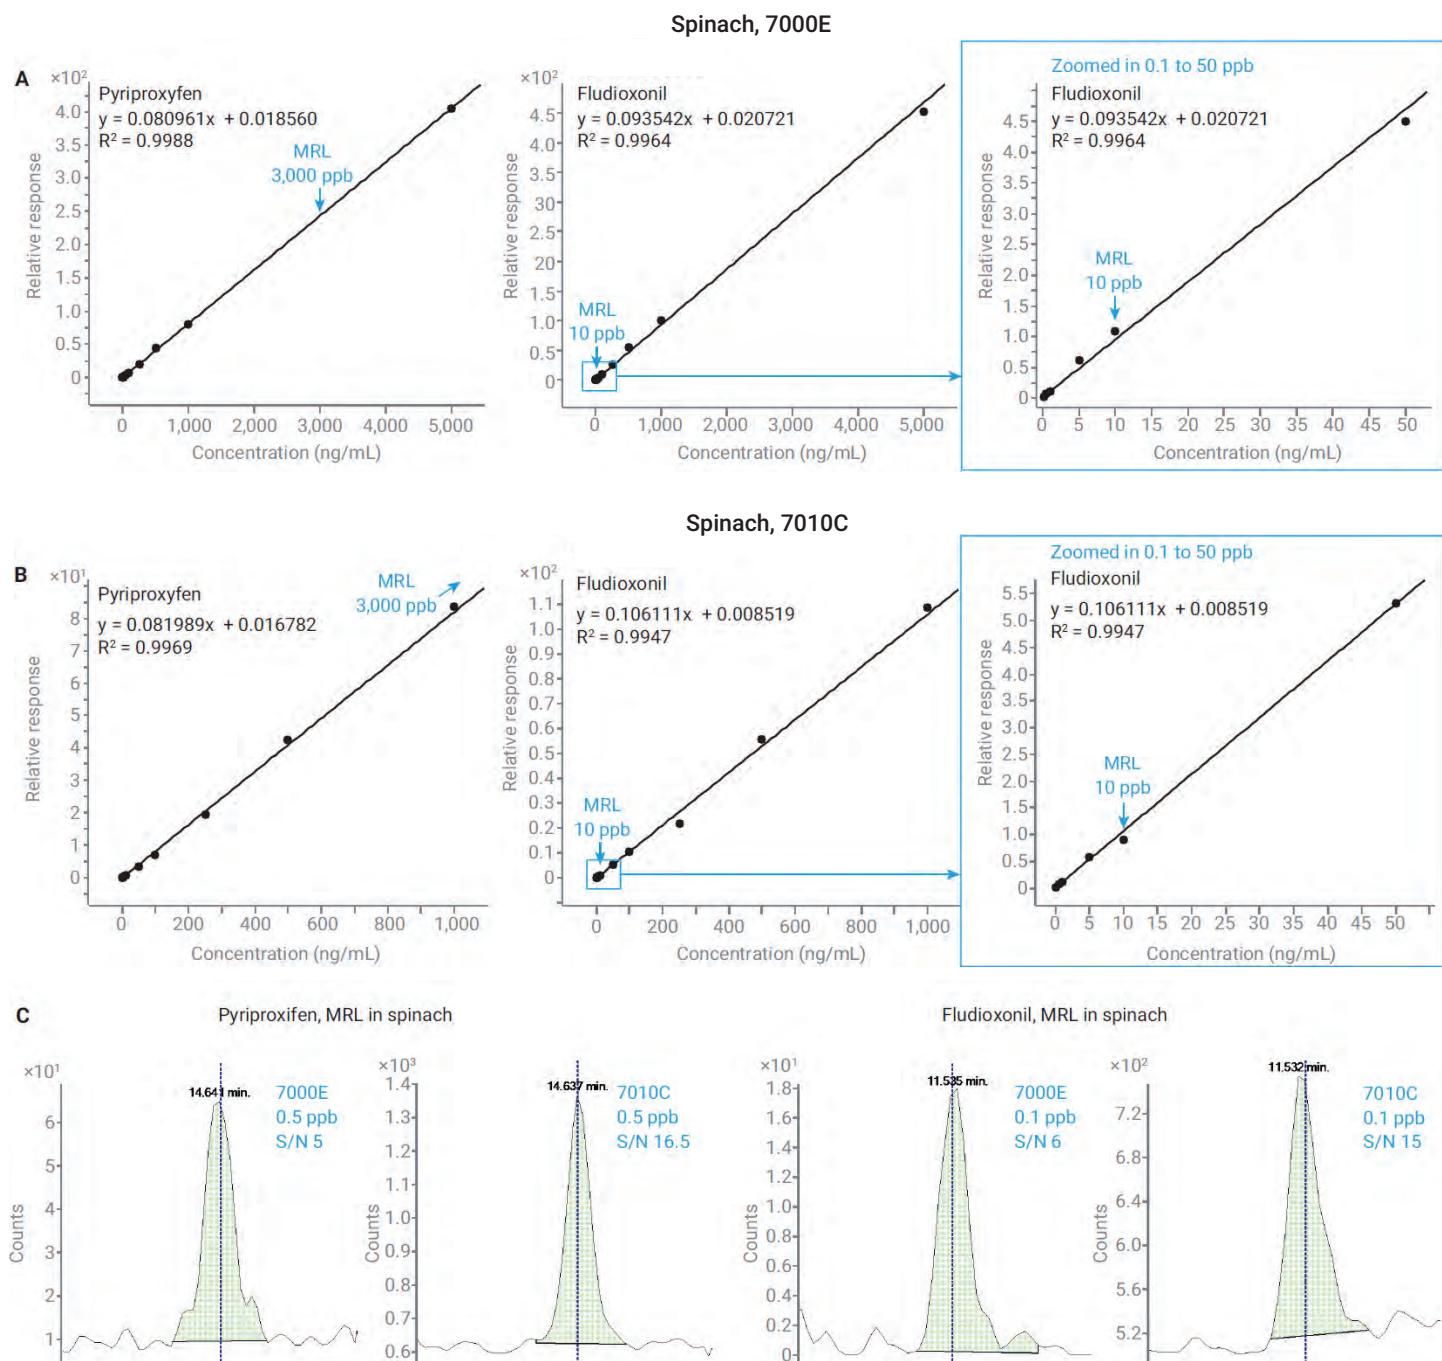 Spinach, 7000E
A
×10²
Pyriproxyfen
y = 0.080961x + 0.018560
R² = 0.9988
MRL
3,000 ppb
Relative response
4.0
3.5
3.0
2.5
2.0
1.5
1.0
0.5
0
0 1,000 2,000 3,000 4,000 5,000
Concentration (ng/mL)
×10²
Fludioxonil
y = 0.093542x + 0.020721
R² = 0.9964
MRL
10 ppb
Relative response
4.5
4.0
35
30
25
20
1.5
1.0
0.5
0
0 1,000 2,000 3,000 4,000 5,000
Concentration (ng/mL)
Zoomed in 0.1 to 50 ppb
Fludioxonil
y = 0.093542x + 0.020721
R² = 0.9964
MRL
10 ppb
Relative response
4.5
4.0
3.5
3.0
2.5
2.0
1.5
1.0
0.5
0
0 5 10 15 20 25 30 35 40 45 50
Concentration (ng/mL)
Spinach, 7010C
B
×10¹
Pyriproxyfen
y = 0.081989x + 0.016782
R² = 0.9969
MRL
3,000 ppb
Relative response
8
7
6
5
4
3
2
1
0
0 200 400 600 800 1,000
Concentration (ng/mL)
×10²
Fludioxonil
y = 0.106111x + 0.008519
R² = 0.9947
MRL
10 ppb
Relative response
1.1
1.0
0.9
0.8
0.7
0.6
0.5
0.4
0.3
0.2
0.1
0
0 200 400 600 800 1,000
Concentration (ng/mL)
Zoomed in 0.1 to 50 ppb
Fludioxonil
y = 0.106111x + 0.008519
R² = 0.9947
MRL
10 ppb
Relative response
5.5
5.0
4.5
4.0
3.5
3.0
2.5
2.0
1.5
1.0
0.5
0
0 5 10 15 20 25 30 35 40 45 50
Concentration (ng/mL)
C
Pyriproxifen, MRL in spinach
Fludioxonil, MRL in spinach
×10¹
14.641 min.
7000E
0.5 ppb
S/N 5
Counts
6
5
4
3
2
1
×10³
14.637 min.
7010C
0.5 ppb
S/N 16.5
Counts
1.4
1.3
1.2
1.1
1.0
0.9
0.8
0.7
0.6
×10¹
11.535 min.
7000E
0.1 ppb
S/N 6
Counts
1.8
1.6
1.4
1.2
1.0
0.8
0.6
0.4
0.2
0
×10²
11.532 min.
7010C
0.1 ppb
S/N 15
Counts
7.2
6.8
6.4
6.0
5.6
5.2